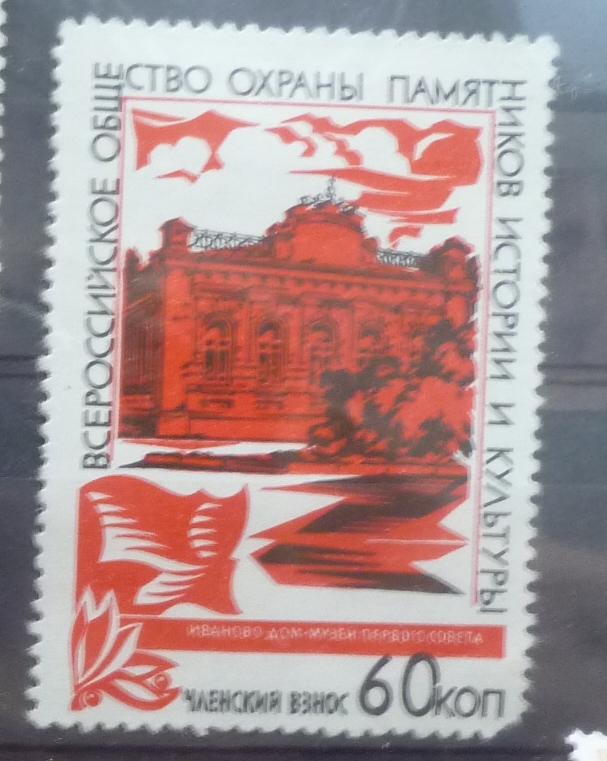 ВСЕРОССИЙСКОЕ ОБЩЕСТВО ОХРАНЫ ПАМЯТНИКОВ ИСТОРИИ И КУЛЬТУРЫ
ИВАНОВО ДОМ-МУЗЕЙ ПЕРВОГО СОВЕТА
ЧЛЕНСКИЙ ВЗНОС 60 КОП